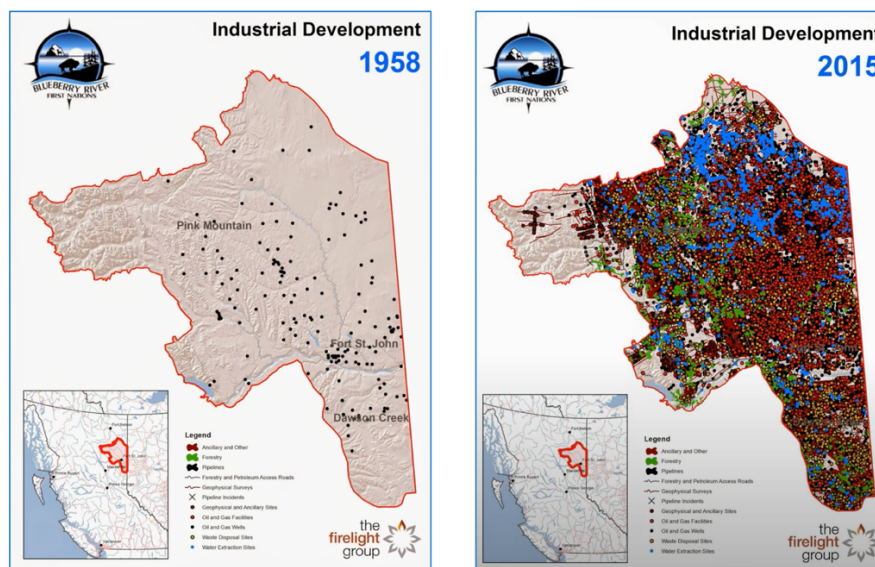 Industrial Development
1958
BLUEBERRY RIVER
FIRST NATIONS
Pink Mountain
Fort St. John
Dawson Creek
Legend
Ancillary and Other
Forestry
Pipelines
Forestry and Petroleum Access Roads
Geophysical Surveys
Pipeline Incidents
Geophysical and Ancillary Sites
Oil and Gas Facilities
Oil and Gas Wells
Waste Disposal Sites
Water Extraction Sites
the
firelight
group
Industrial Development
2015
BLUEBERRY RIVER
FIRST NATIONS
Legend
Ancillary and Other
Forestry
Pipelines
Forestry and Petroleum Access Roads
Geophysical Surveys
Pipeline Incidents
Geophysical and Ancillary Sites
Oil and Gas Facilities
Oil and Gas Wells
Waste Disposal Sites
Water Extraction Sites
the
firelight
group